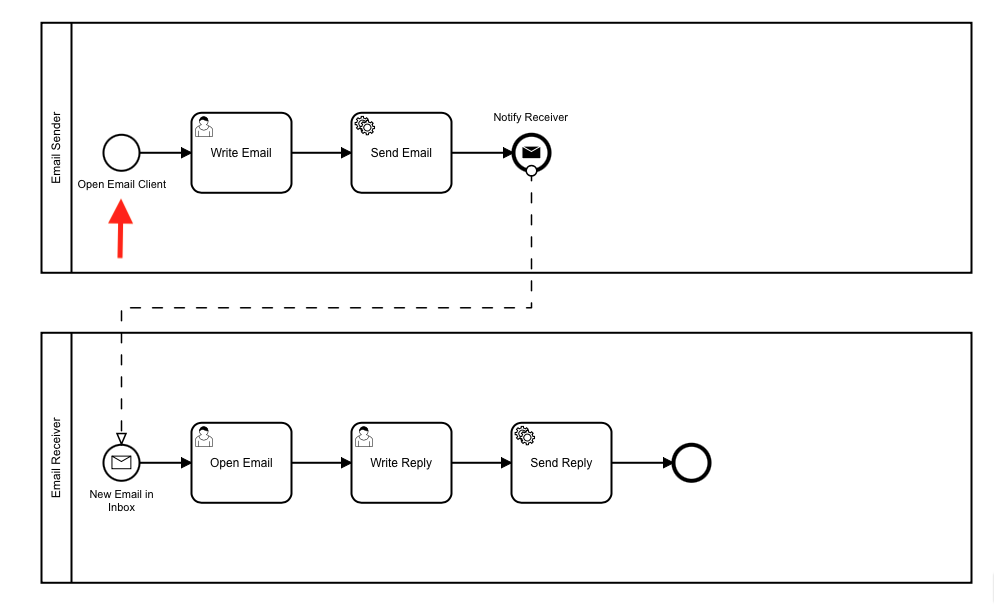 Email Sender
Notify Receiver
Write Email
Send Email
Open Email Client
Email Receiver
Open Email
Write Reply
Send Reply
New Email in
Inbox